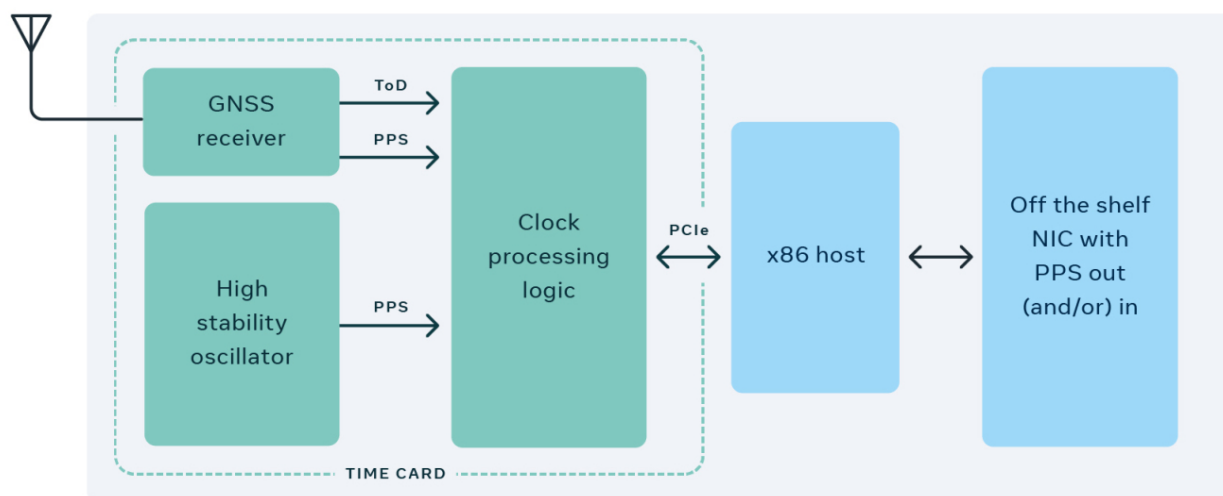 GNSS
receiver
ToD
PPS
High
stability
oscillator
PPS
Clock
processing
logic
PCIe
x86 host
Off the shelf
NIC with
PPS out
(and/or) in
TIME CARD